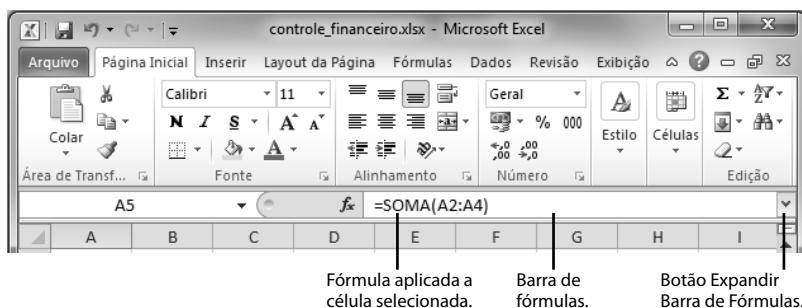 controle_financeiro.xlsx - Microsoft Excel
Arquivo Página Inicial Inserir Layout da Página Fórmulas Dados Revisão Exibição
Calibri 11 Geral
Colar
N I S A A % 000 Estilo Células
Área de Transf... Fonte Alinhamento Número Edição
A5 fx =SOMA(A2:A4)
A B C D E F G H I
Fórmula aplicada a célula selecionada.
Barra de fórmulas.
Botão Expandir Barra de Fórmulas.